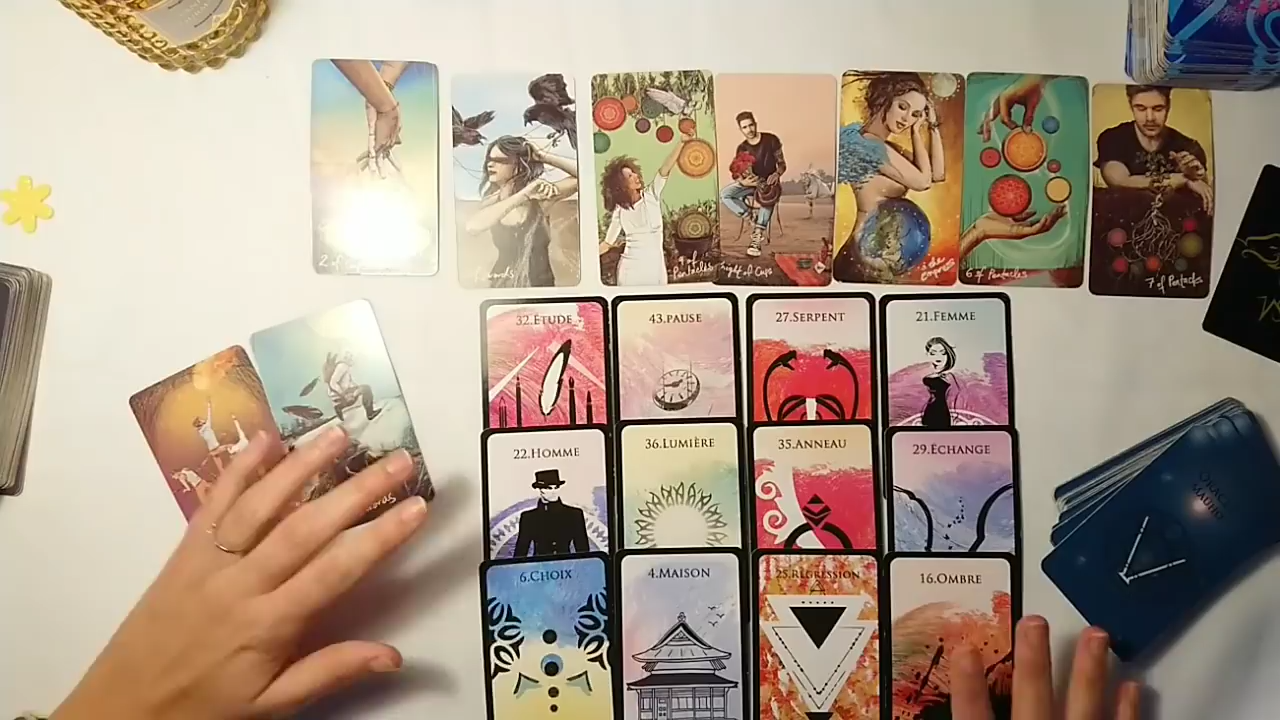 2 of
9 of
Pentacles
Knight of Cups
the
Empress
6 of Pentacles
7 of Pentacles
32.ÉTUDE
43.PAUSE
27.SERPENT
21.FEMME
22.HOMME
36.LUMIÈRE
35.ANNEAU
29.ÉCHANGE
6.CHOIX
4.MAISON
25.RÉGRESSION
16.OMBRE